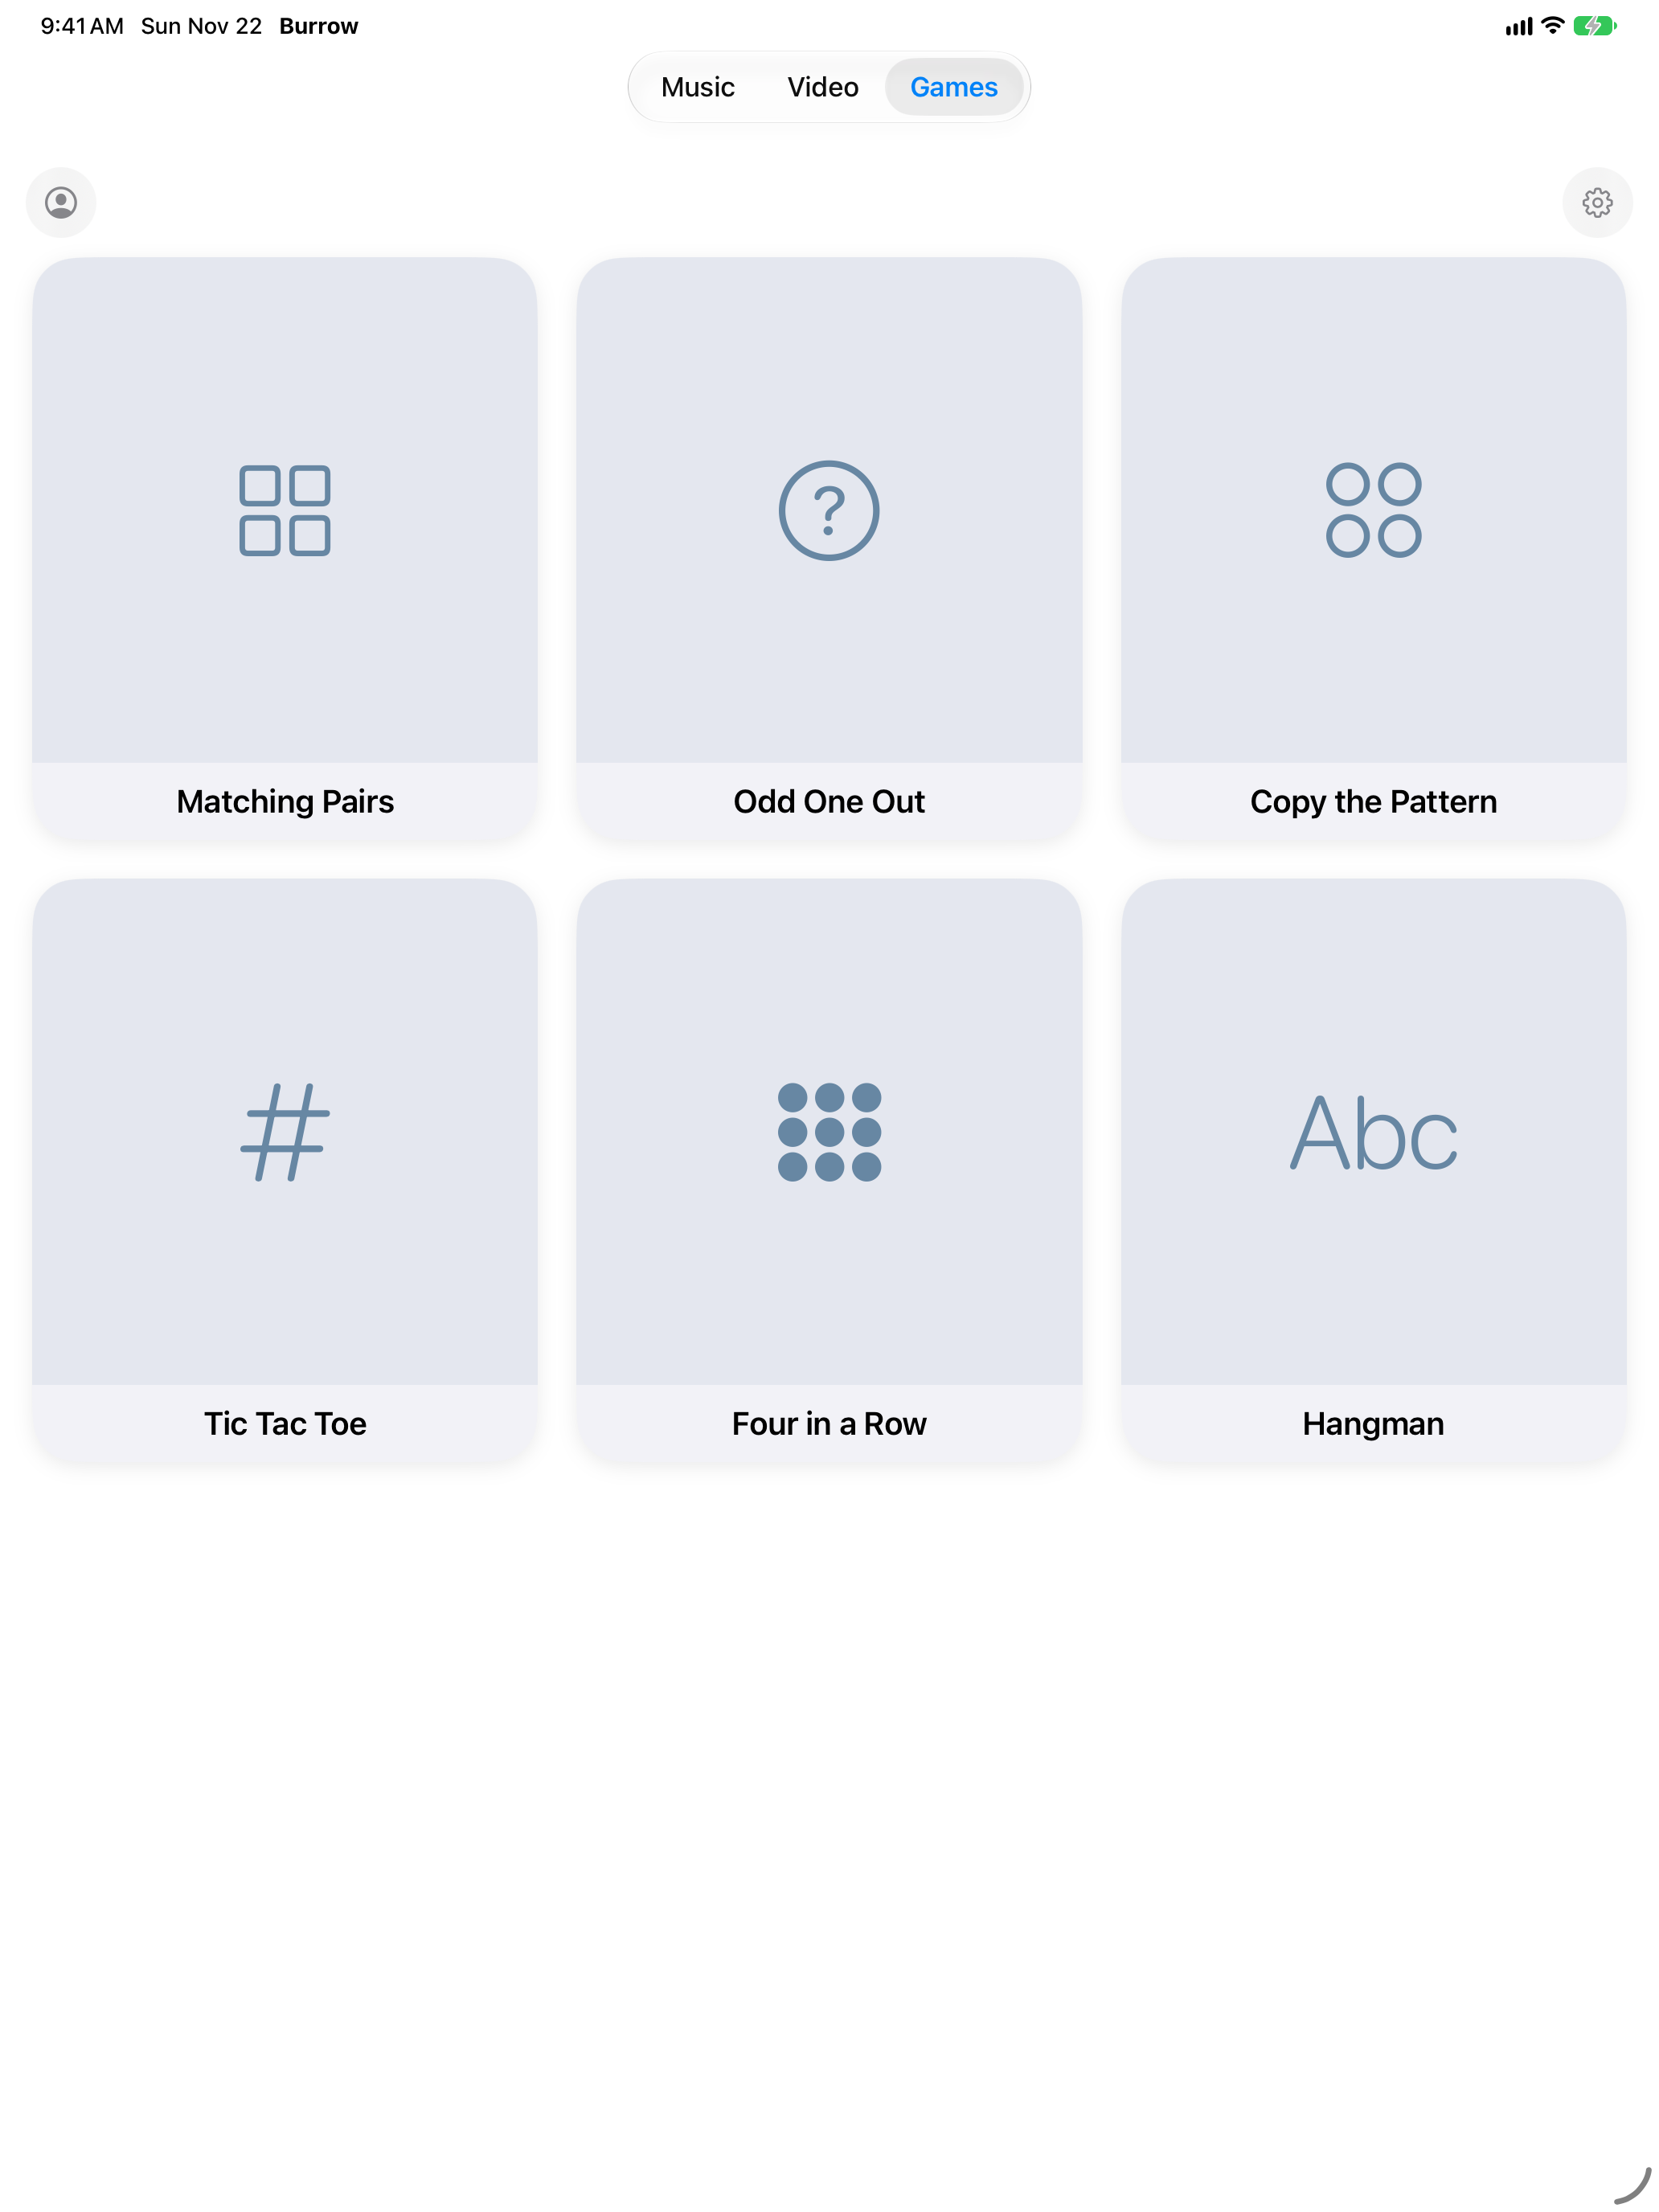 9:41 AM Sun Nov 22 Burrow
Music Video Games
Matching Pairs
Odd One Out
Copy the Pattern
Tic Tac Toe
Four in a Row
Abc
Hangman